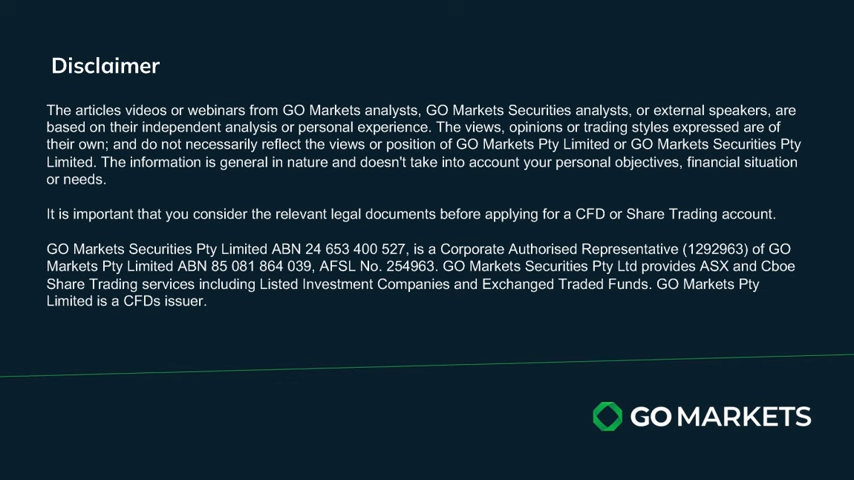 Disclaimer
The articles videos or webinars from GO Markets analysts, GO Markets Securities analysts, or external speakers, are
based on their independent analysis or personal experience. The views, opinions or trading styles expressed are of
their own; and do not necessarily reflect the views or position of GO Markets Pty Limited or GO Markets Securities Pty
Limited. The information is general in nature and doesn't take into account your personal objectives, financial situation
or needs.
It is important that you consider the relevant legal documents before applying for a CFD or Share Trading account.
GO Markets Securities Pty Limited ABN 24 653 400 527, is a Corporate Authorised Representative (1292963) of GO
Markets Pty Limited ABN 85 081 864 039, AFSL No. 254963. GO Markets Securities Pty Ltd provides ASX and Cboe
Share Trading services including Listed Investment Companies and Exchanged Traded Funds. GO Markets Pty
Limited is a CFDs issuer.
GO MARKETS